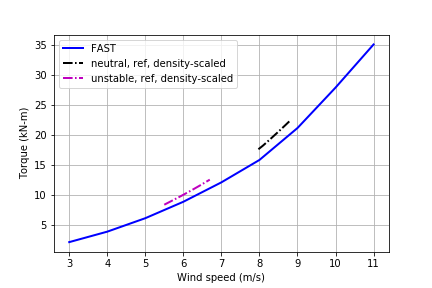 FAST
neutral, ref, density-scaled
unstable, ref, density-scaled
35
30
25
20
15
10
5
Torque (kN-m)
3 4 5 6 7 8 9 10 11
Wind speed (m/s)